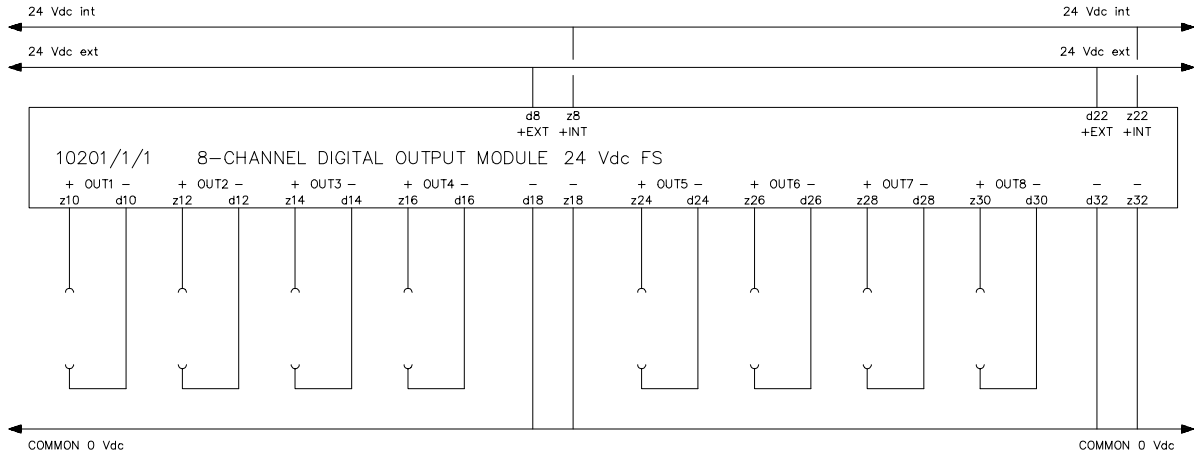 24 Vdc int 24 Vdc int
24 Vdc ext 24 Vdc ext
d8 z8 d22 z22
+EXT +INT +EXT +INT
10201/1/1 8-CHANNEL DIGITAL OUTPUT MODULE 24 Vdc FS
+ OUT1 - + OUT2 - + OUT3 - + OUT4 - - - + OUT5 - + OUT6 - + OUT7 - + OUT8 - - -
z10 d10 z12 d12 z14 d14 z16 d16 d18 z18 z24 d24 z26 d26 z28 d28 z30 d30 d32 z32
COMMON 0 Vdc COMMON 0 Vdc